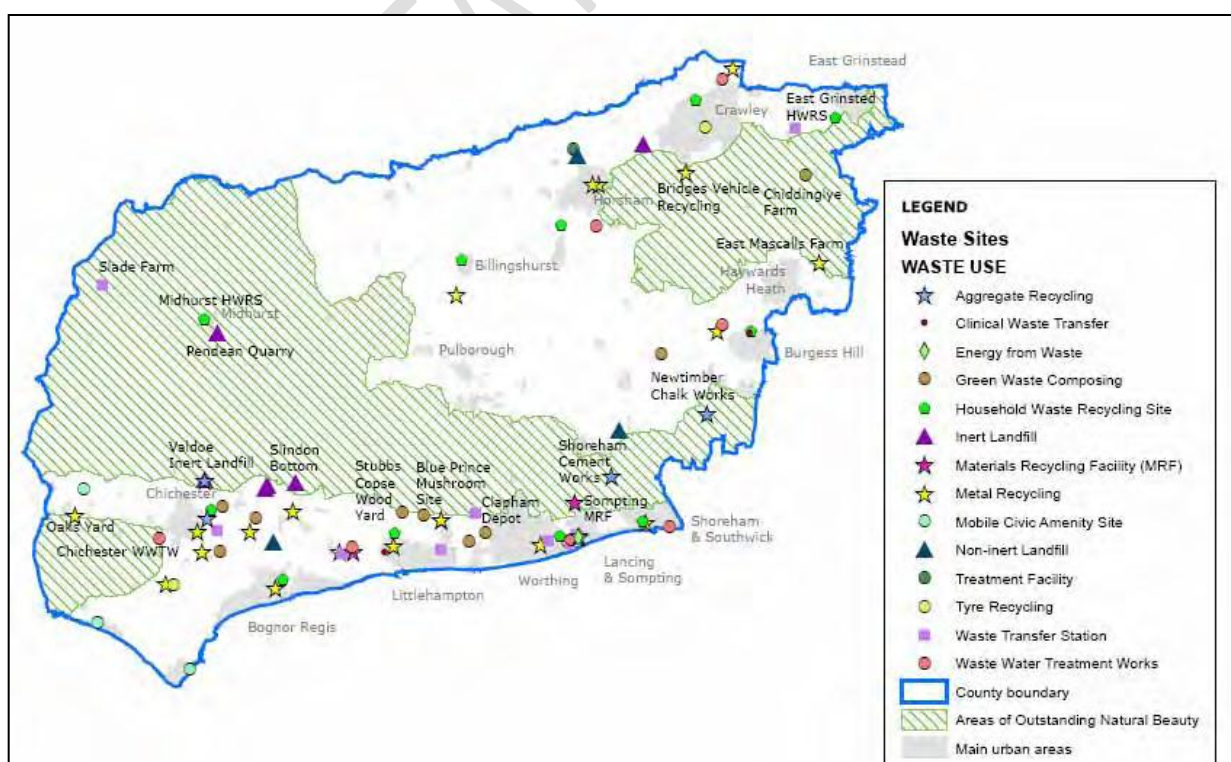 East Grinstead
Crawley
East Grinsted
HWRS
Horsham
Bridges Vehicle
Recycling
Chiddinglye
Farm
East Mascalls Farm
Haywards
Heath
Slade Farm
Billingshurst
Midhurst HWRS
Midhurst
Pendean Quarry
Pulborough
Burgess Hill
Newtimber
Chalk Works
Valdoe
Inert Landfill
Slindon
Bottom
Stubbs
Copse
Wood
Yard
Blue Prince
Mushroom
Site
Shoreham
Cement
Works
Chichester
Clapham
Depot
Sompting
MRF
Oaks Yard
Chichester WWTW
Shoreham
& Southwick
Lancing
& Sompting
Worthing
Littlehampton
Bognor Regis
LEGEND
Waste Sites
WASTE USE
Aggregate Recycling
Clinical Waste Transfer
Energy from Waste
Green Waste Composing
Household Waste Recycling Site
Inert Landfill
Materials Recycling Facility (MRF)
Metal Recycling
Mobile Civic Amenity Site
Non-inert Landfill
Treatment Facility
Tyre Recycling
Waste Transfer Station
Waste Water Treatment Works
County boundary
Areas of Outstanding Natural Beauty
Main urban areas